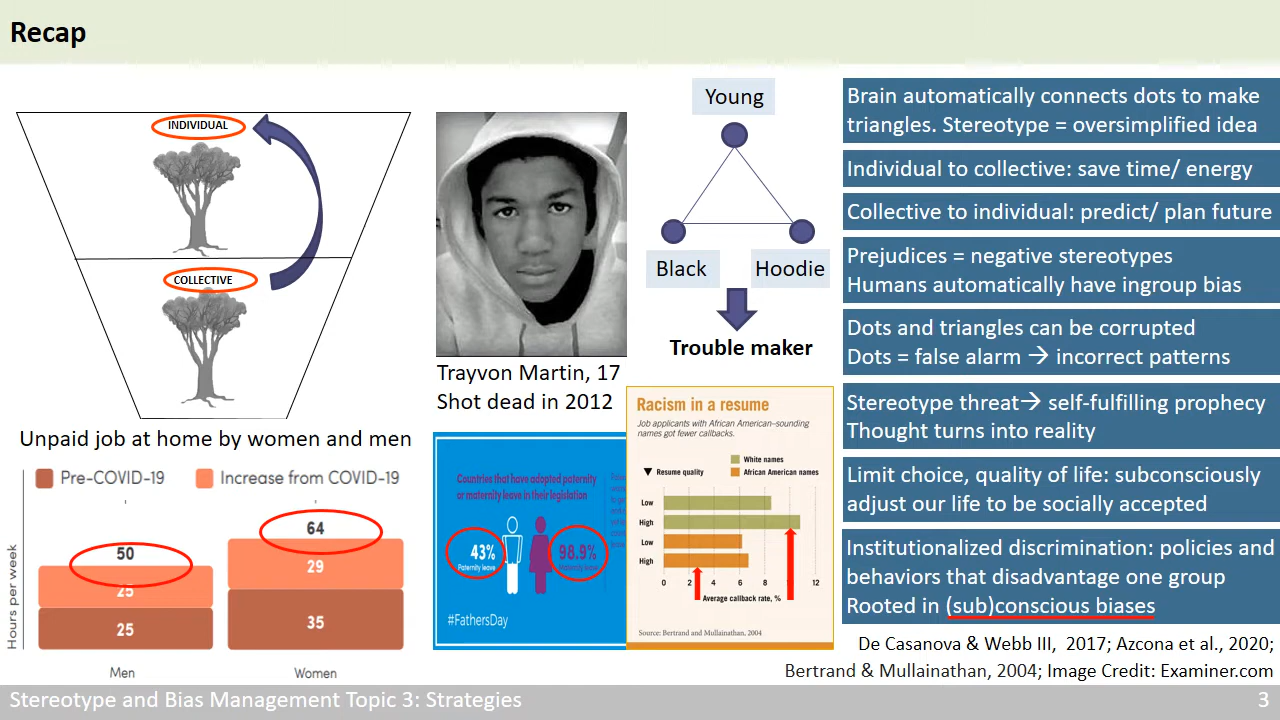 Recap
INDIVIDUAL
COLLECTIVE
Unpaid job at home by women and men
Pre-COVID-19
Increase from COVID-19
Hours per week
50
25
25
64
29
35
Men
Women
Trayvon Martin, 17
Shot dead in 2012
Young
Black
Hoodie
Trouble maker
Countries that have adopted paternity
or maternity leave in their legislation
43%
Paternity leave
98.9%
Maternity leave
#FathersDay
Racism in a resume
Job applicants with African American–sounding
names got fewer callbacks.
White names
Resume quality
African American names
Low
High
Low
High
0 2 4 6 8 10 12
Average callback rate, %
Source: Bertrand and Mullainathan, 2004
Brain automatically connects dots to make
triangles. Stereotype = oversimplified idea
Individual to collective: save time/ energy
Collective to individual: predict/ plan future
Prejudices = negative stereotypes
Humans automatically have ingroup bias
Dots and triangles can be corrupted
Dots = false alarm → incorrect patterns
Stereotype threat→ self-fulfilling prophecy
Thought turns into reality
Limit choice, quality of life: subconsciously
adjust our life to be socially accepted
Institutionalized discrimination: policies and
behaviors that disadvantage one group
Rooted in (sub)conscious biases
De Casanova & Webb III, 2017; Azcona et al., 2020;
Bertrand & Mullainathan, 2004; Image Credit: Examiner.com
Stereotype and Bias Management Topic 3: Strategies
3